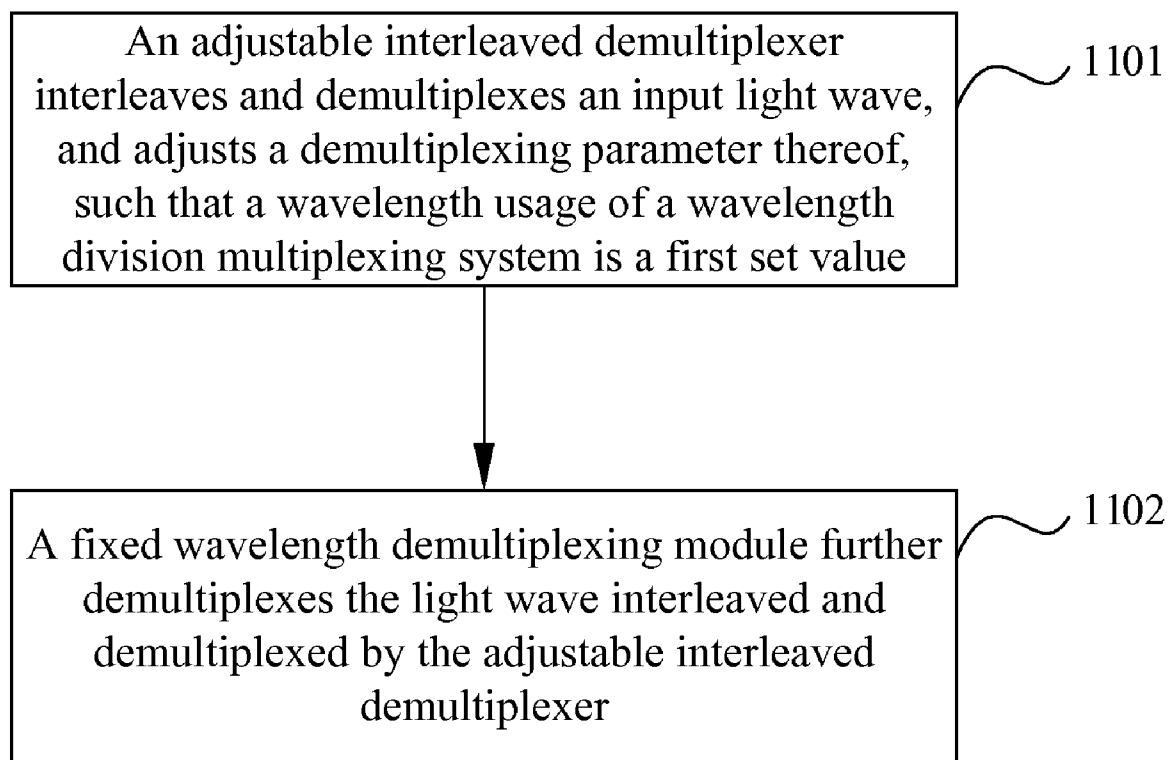 An adjustable interleaved demultiplexer
interleaves and demultiplexes an input light wave,
and adjusts a demultiplexing parameter thereof,
such that a wavelength usage of a wavelength
division multiplexing system is a first set value
1101
A fixed wavelength demultiplexing module further
demultiplexes the light wave interleaved and
demultiplexed by the adjustable interleaved
demultiplexer
1102